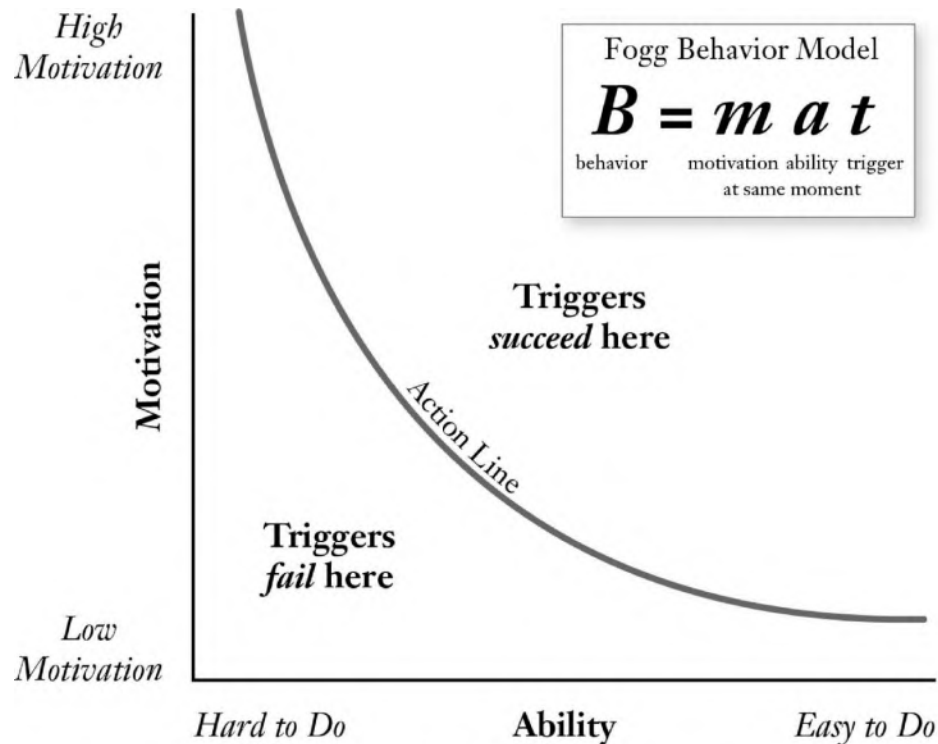 High
Motivation
Fogg Behavior Model
B = m a t
behavior motivation ability trigger
at same moment
Motivation
Triggers
succeed here
Action Line
Triggers
fail here
Low
Motivation
Hard to Do Ability Easy to Do